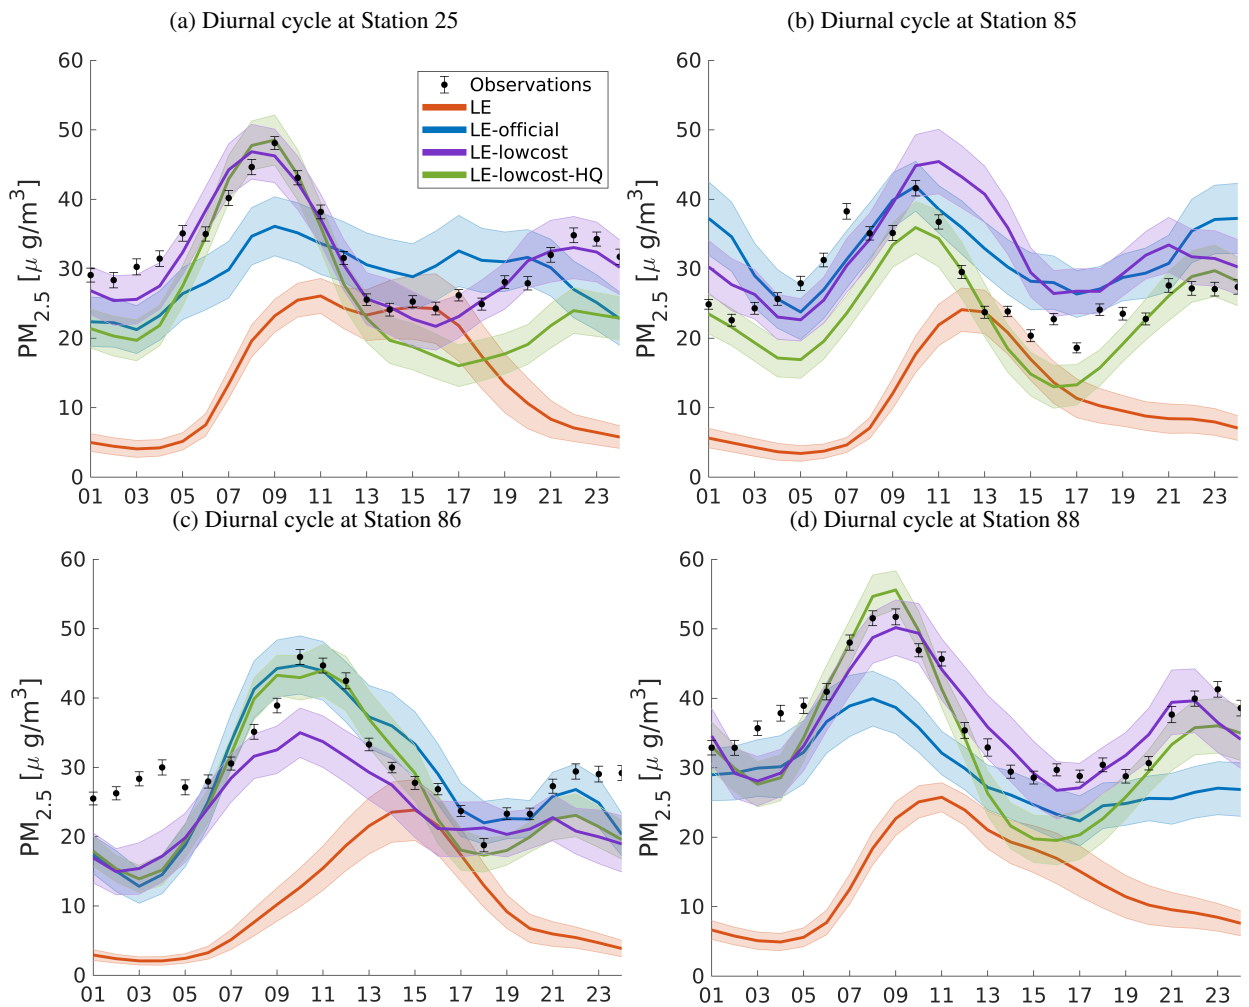 (a) Diurnal cycle at Station 25
60
50
40
30
20
10
0
PM2.5 [μ g/m3]
01 03 05 07 09 11 13 15 17 19 21 23
Observations
LE
LE-official
LE-lowcost
LE-lowcost-HQ
(b) Diurnal cycle at Station 85
60
50
40
30
20
10
0
PM2.5 [μ g/m3]
01 03 05 07 09 11 13 15 17 19 21 23
(c) Diurnal cycle at Station 86
60
50
40
30
20
10
0
PM2.5 [μ g/m3]
01 03 05 07 09 11 13 15 17 19 21 23
(d) Diurnal cycle at Station 88
60
50
40
30
20
10
0
PM2.5 [μ g/m3]
01 03 05 07 09 11 13 15 17 19 21 23